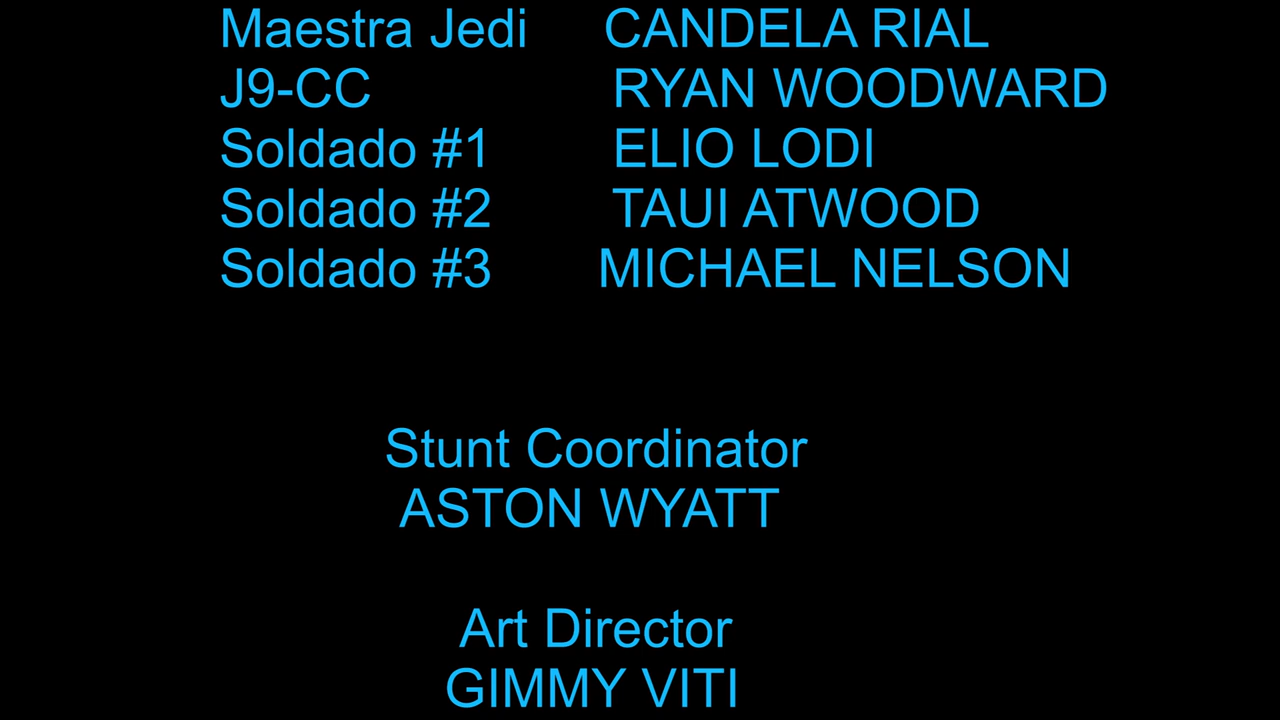 Maestra Jedi CANDELA RIAL
J9-CC RYAN WOODWARD
Soldado #1 ELIO LODI
Soldado #2 TAUI ATWOOD
Soldado #3 MICHAEL NELSON
Stunt Coordinator
ASTON WYATT
Art Director
GIMMY VITI